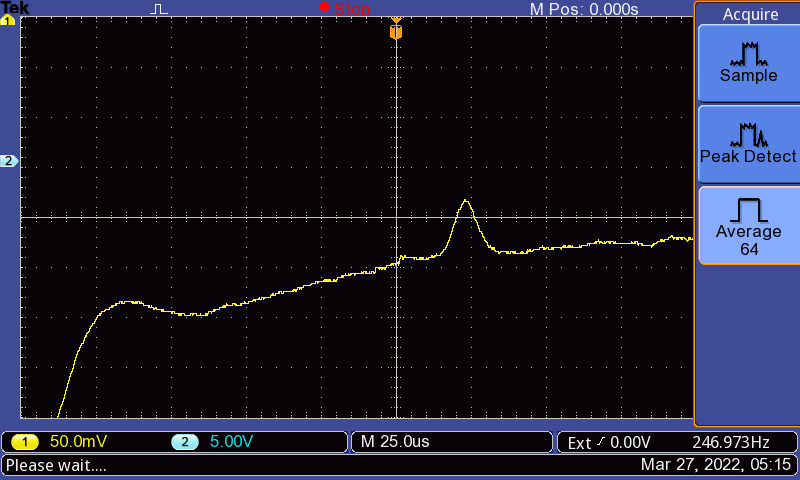 Tek Stop M Pos: 0.000s
Acquire
1
T
Sample
2
Peak Detect
Average
64
1 50.0mV 2 5.00V M 25.0us Ext 0.00V 246.973Hz
Please wait.... Mar 27, 2022, 05:15